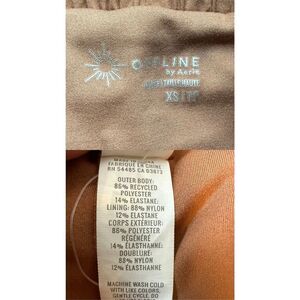 OFFLINE
by Aerie
XS/TP
MADE IN CHINA
FABRIQUÉ EN CHINE
RN 54485 CA 03673
OUTER BODY:
86% RECYCLED
POLYESTER
14% ELASTANE:
LINING: 88% NYLON
12% ELASTANE
CORPS EXTÉRIEUR:
86% POLYESTER
RÉGÉNÉRÉ
14% ÉLASTHANNE:
DOUBLURE:
88% NYLON
12% ÉLASTHANNE
MACHINE WASH COLD
WITH LIKE COLORS,
GENTLE CYCLE. DO